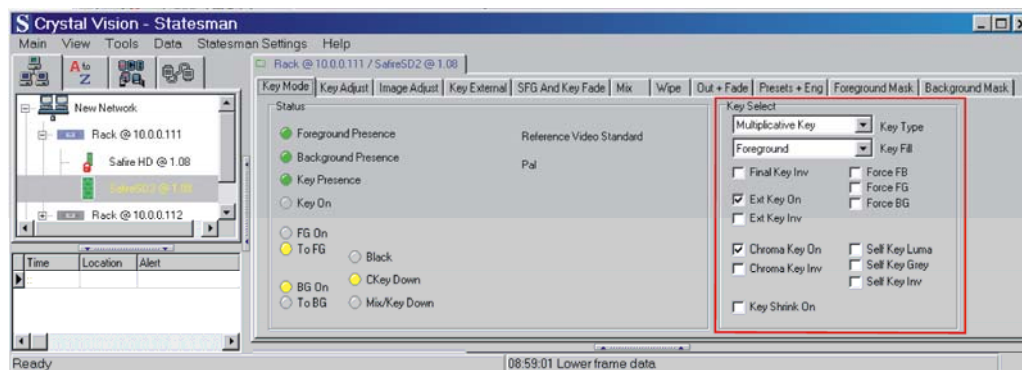 S Crystal Vision - Statesman
Main View Tools Data Statesman Settings Help
A to Z
Rack @ 10.0.0.111 / SafireSD2 @ 1.08
Key Mode Key Adjust Image Adjust Key External SFG And Key Fade Mix Wipe Out + Fade Presets + Eng Foreground Mask Background Mask
New Network
Rack @ 10.0.0.111
Safire HD @ 1.08
SafireSD2 @ 1.08
Rack @ 10.0.0.112
Time Location Alert
Status
Foreground Presence
Background Presence
Key Presence
Key On
FG On
To FG
BG On
To BG
Black
CKey Down
Mix/Key Down
Reference Video Standard
Pal
Key Select
Multiplicative Key Key Type
Foreground Key Fill
Final Key Inv
Ext Key On
Ext Key Inv
Chroma Key On
Chroma Key Inv
Key Shrink On
Force FB
Force FG
Force BG
Self Key Luma
Self Key Grey
Self Key Inv
Ready
08:59:01 Lower frame data